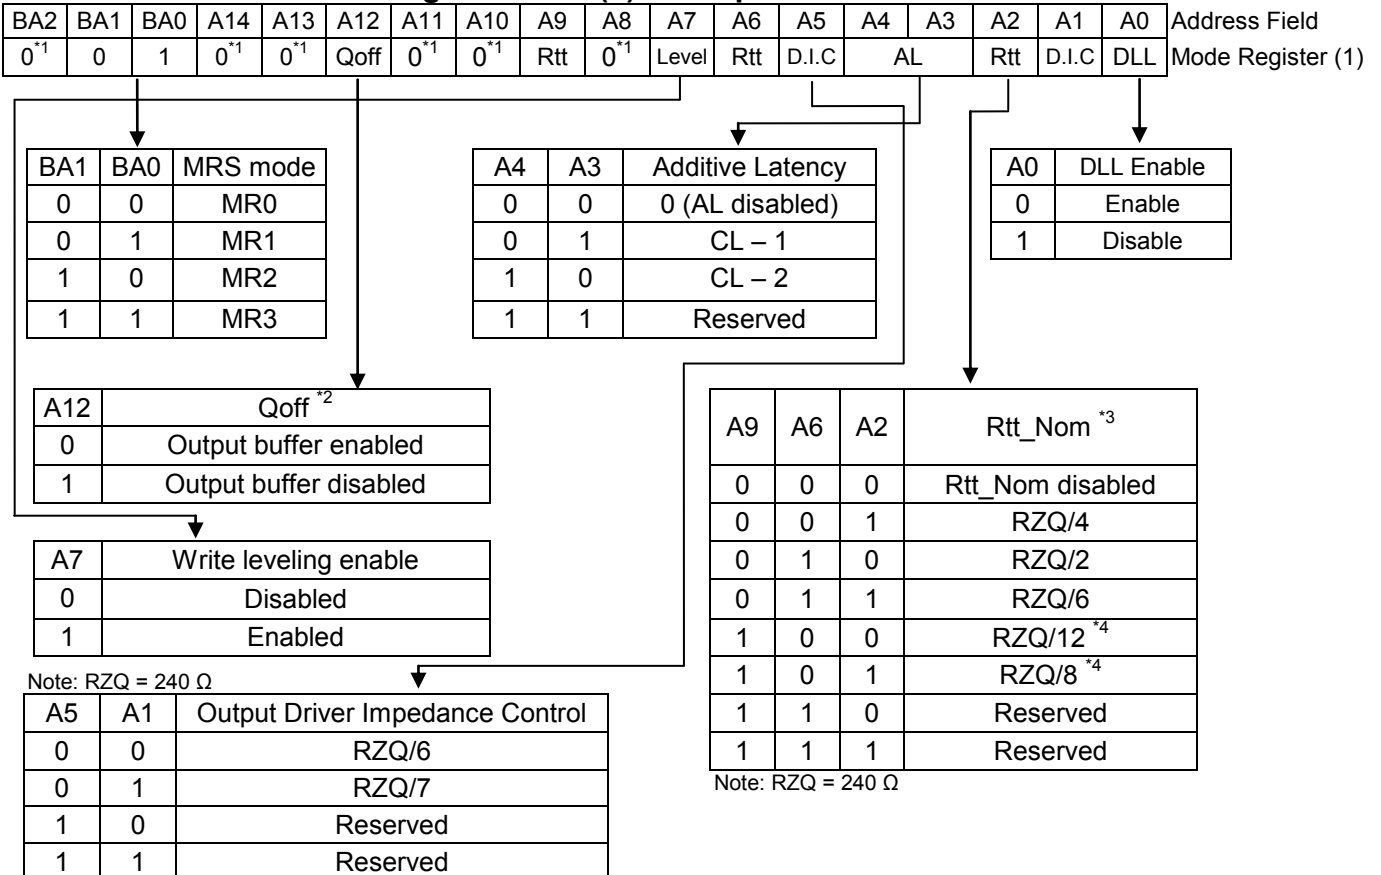 BA2 BA1 BA0 A14 A13 A12 A11 A10 A9 A8 A7 A6 A5 A4 A3 A2 A1 A0 Address Field
0*1 0 1 0*1 0*1 Qoff 0*1 0*1 Rtt 0*1 Level Rtt D.I.C AL Rtt D.I.C DLL Mode Register (1)
BA1 BA0 MRS mode
0 0 MR0
0 1 MR1
1 0 MR2
1 1 MR3
A4 A3 Additive Latency
0 0 0 (AL disabled)
0 1 CL – 1
1 0 CL – 2
1 1 Reserved
A0 DLL Enable
0 Enable
1 Disable
A12 Qoff *2
0 Output buffer enabled
1 Output buffer disabled
A7 Write leveling enable
0 Disabled
1 Enabled
Note: RZQ = 240 Ω
A5 A1 Output Driver Impedance Control
0 0 RZQ/6
0 1 RZQ/7
1 0 Reserved
1 1 Reserved
A9 A6 A2 Rtt_Nom *3
0 0 0 Rtt_Nom disabled
0 0 1 RZQ/4
0 1 0 RZQ/2
0 1 1 RZQ/6
1 0 0 RZQ/12 *4
1 0 1 RZQ/8 *4
1 1 0 Reserved
1 1 1 Reserved
Note: RZQ = 240 Ω